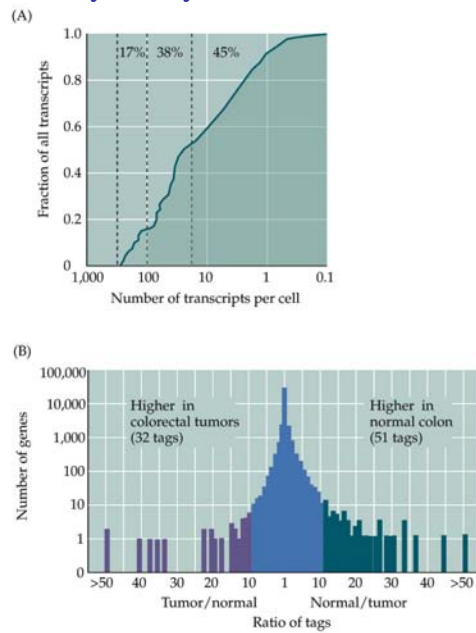 (A)
1.0
17%
38%
45%
0.8
0.6
0.4
0.2
0
Fraction of all transcripts
1,000
100
10
1
0.1
Number of transcripts per cell
(B)
100,000
10,000
1,000
100
10
1
0
Number of genes
Higher in
colorectal tumors
(32 tags)
Higher in
normal colon
(51 tags)
>50
40
30
20
10
1
10
20
30
40
>50
Tumor/normal
Normal/tumor
Ratio of tags